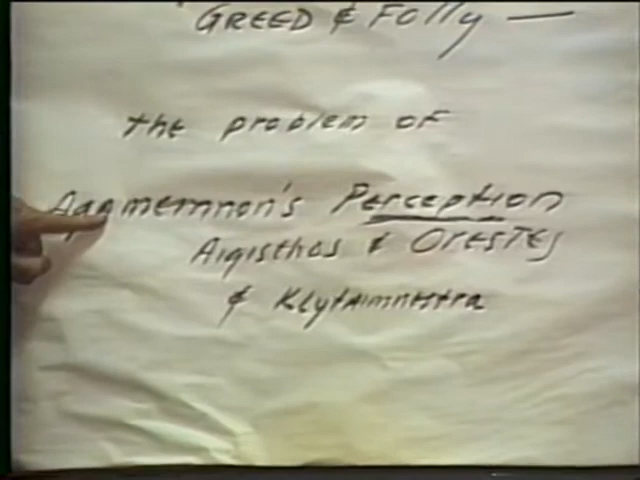 GREED & Folly —
the problem of
Agamemnon's Perception
Aigisthos & Orestes
& Klytaimnestra